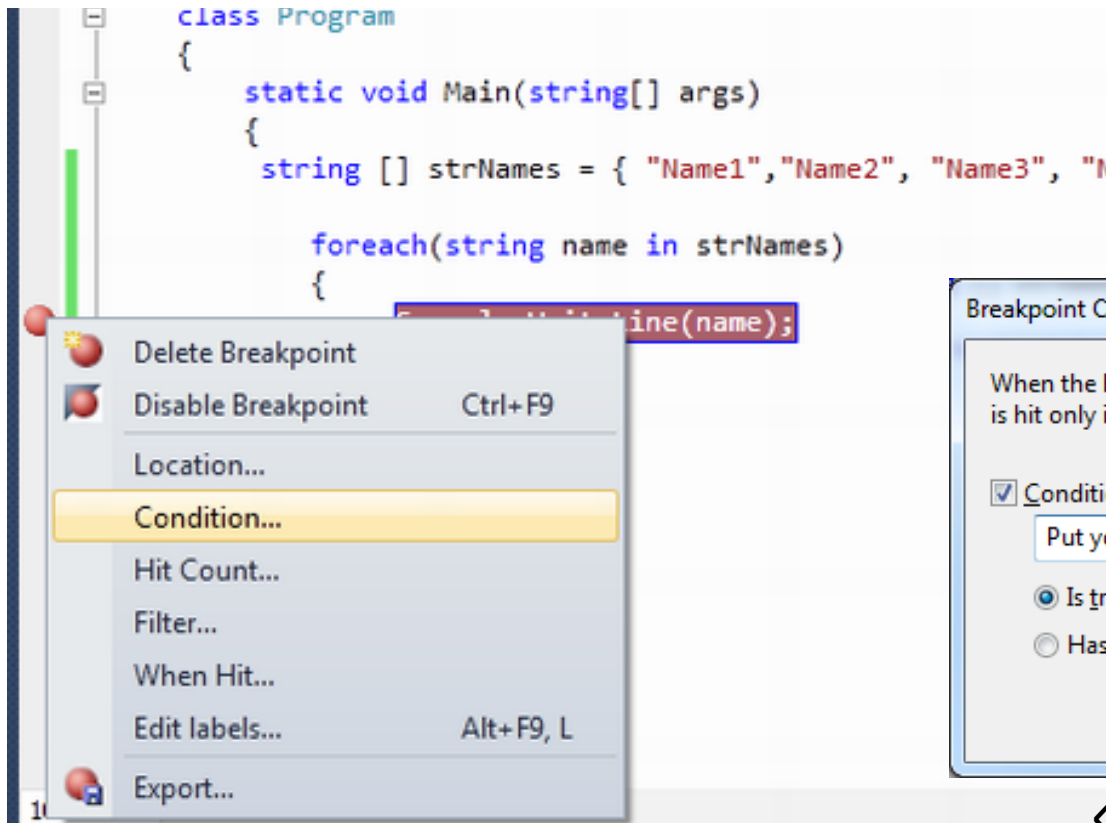 class Program
{
static void Main(string[] args)
{
string [] strNames = { "Name1","Name2", "Name3", "
foreach(string name in strNames)
{
ine(name);
Delete Breakpoint
Disable Breakpoint Ctrl+F9
Location...
Condition...
Hit Count...
Filter...
When Hit...
Edit labels... Alt+F9, L
Export...
Breakpoint C
When the
is hit only i
Conditi
Put yo
Is tr
Has